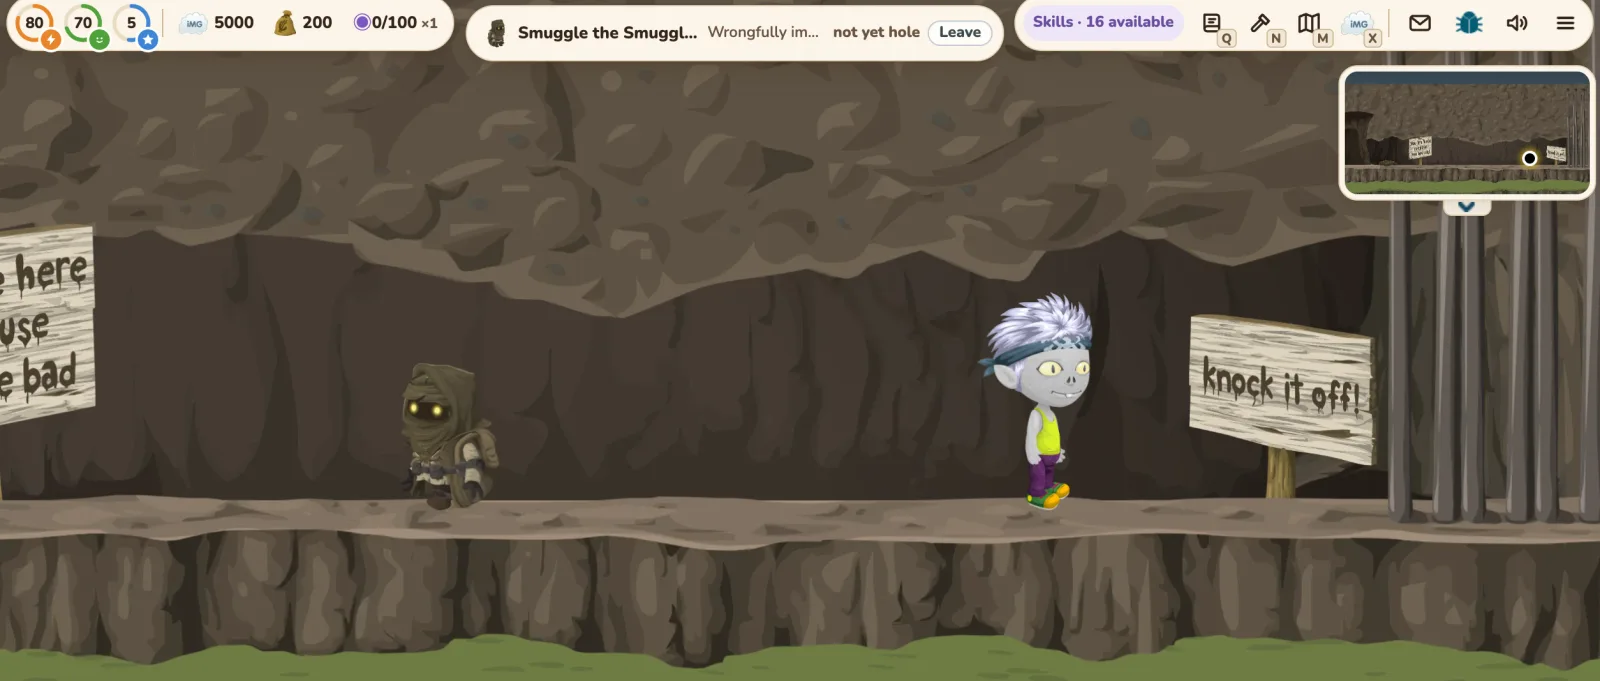 80
70
5
iMG
5000
200
0/100 ×1
Smuggle the Smuggl...
Wrongfully im...
not yet hole
Leave
Skills · 16 available
Q
N
M
iMG
X
here
use
bad
knock it off!